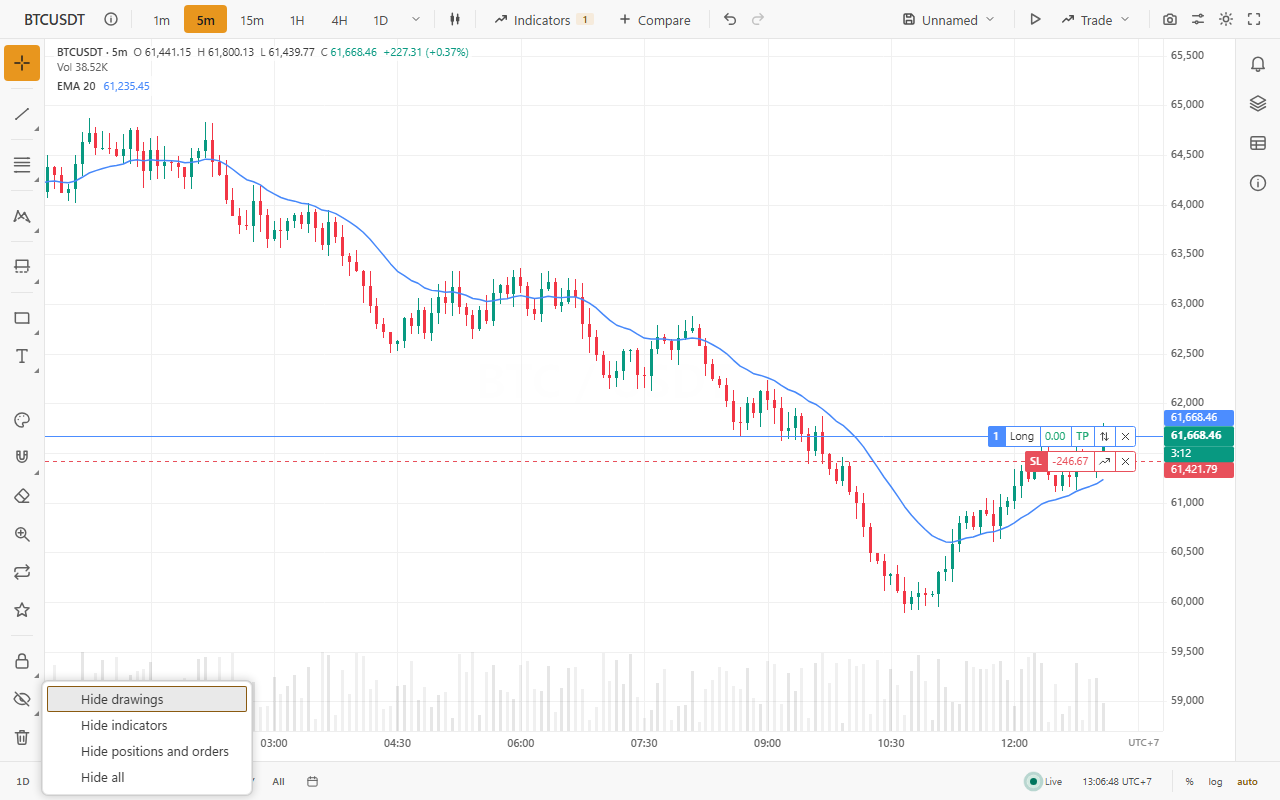 BTCUSDT 1m 5m 15m 1H 4H 1D Indicators 1 Compare Unnamed Trade
BTCUSDT · 5m O 61,441.15 H 61,800.13 L 61,439.77 C 61,668.46 +227.31 (+0.37%)
Vol 38.52K
EMA 20 61,235.45
65,500
65,000
64,500
64,000
63,500
63,000
62,500
62,000
61,668.46
1 Long 0.00 TP
61,668.46
3:12
SL -246.67
61,421.79
61,000
60,500
60,000
59,500
59,000
Hide drawings
Hide indicators
Hide positions and orders
Hide all
03:00 04:30 06:00 07:30 09:00 10:30 12:00 UTC+7
1D All Live 13:06:48 UTC+7 % log auto